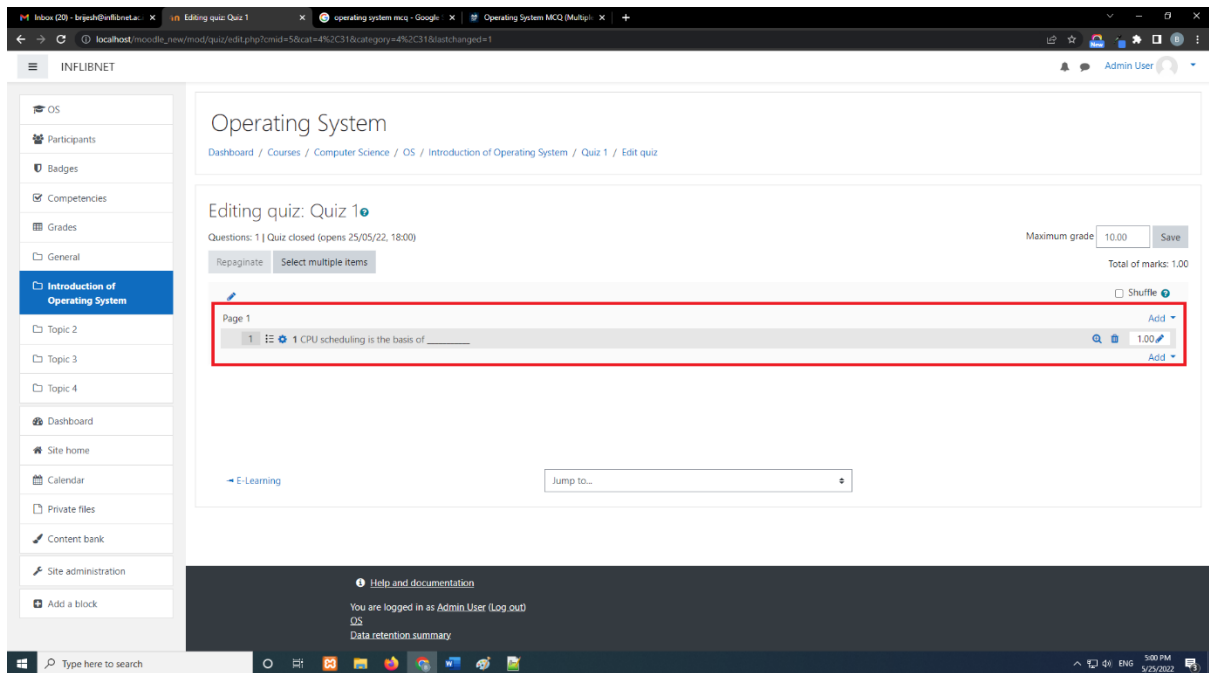 Inbox (20) - brijesh@inflibnet.ac. Editing quiz: Quiz 1 operating system mcq - Google Operating System MCQ (Multiple
localhost/moodle_new/mod/quiz/edit.php?cmid=5&cat=4%2C31&category=4%2C31&lastchanged=1
New
B
INFLIBNET
Admin User
OS
Participants
Badges
Competencies
Grades
General
Introduction of
Operating System
Topic 2
Topic 3
Topic 4
Dashboard
Site home
Calendar
Private files
Content bank
Site administration
Add a block
Operating System
Dashboard / Courses / Computer Science / OS / Introduction of Operating System / Quiz 1 / Edit quiz
Editing quiz: Quiz 1
Questions: 1 | Quiz closed (opens 25/05/22, 18:00)
Maximum grade 10.00 Save
Repaginate Select multiple items
Total of marks: 1.00
Shuffle
Page 1 Add
1 1 CPU scheduling is the basis of ________ 1.00
Add
◄ E-Learning Jump to...
Help and documentation
You are logged in as Admin User (Log out)
OS
Data retention summary
Type here to search
ENG 5:00 PM
5/25/2022